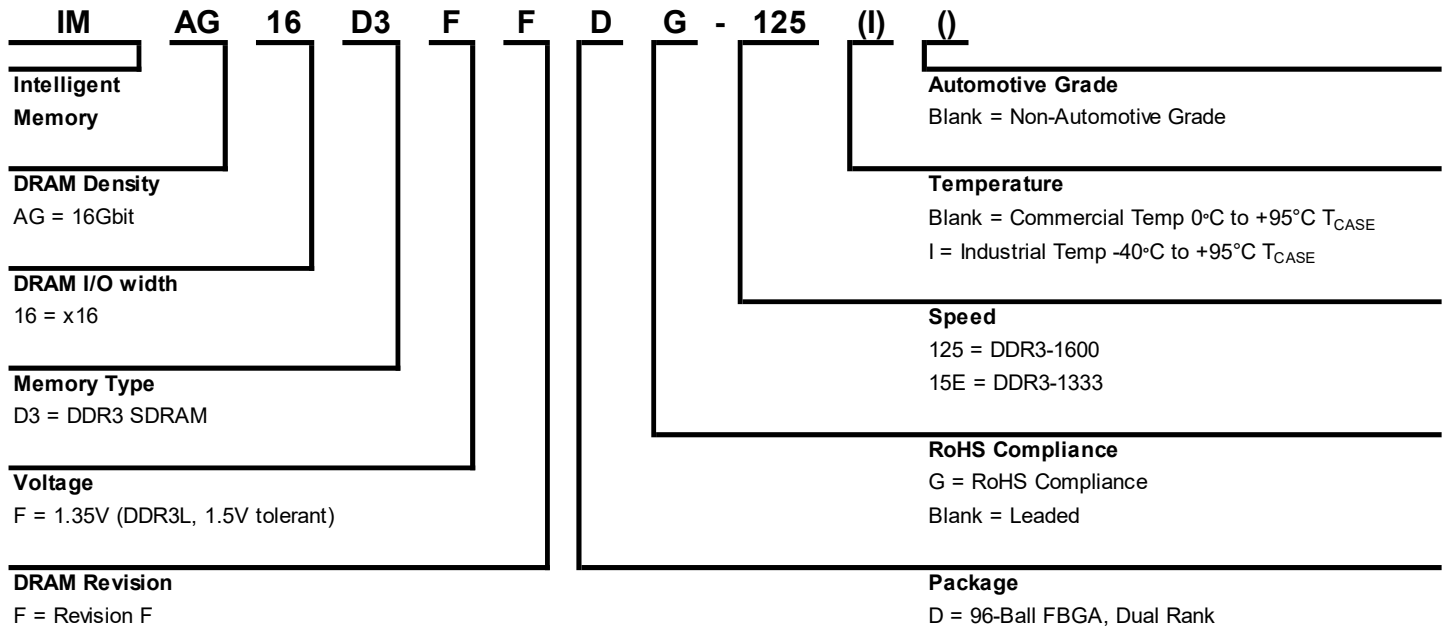 IM AG 16 D3 F F D G - 125 (I) ()
Intelligent
Memory
DRAM Density
AG = 16Gbit
DRAM I/O width
16 = x16
Memory Type
D3 = DDR3 SDRAM
Voltage
F = 1.35V (DDR3L, 1.5V tolerant)
DRAM Revision
F = Revision F
Automotive Grade
Blank = Non-Automotive Grade
Temperature
Blank = Commercial Temp 0°C to +95°C TCASE
I = Industrial Temp -40°C to +95°C TCASE
Speed
125 = DDR3-1600
15E = DDR3-1333
RoHS Compliance
G = RoHS Compliance
Blank = Leaded
Package
D = 96-Ball FBGA, Dual Rank